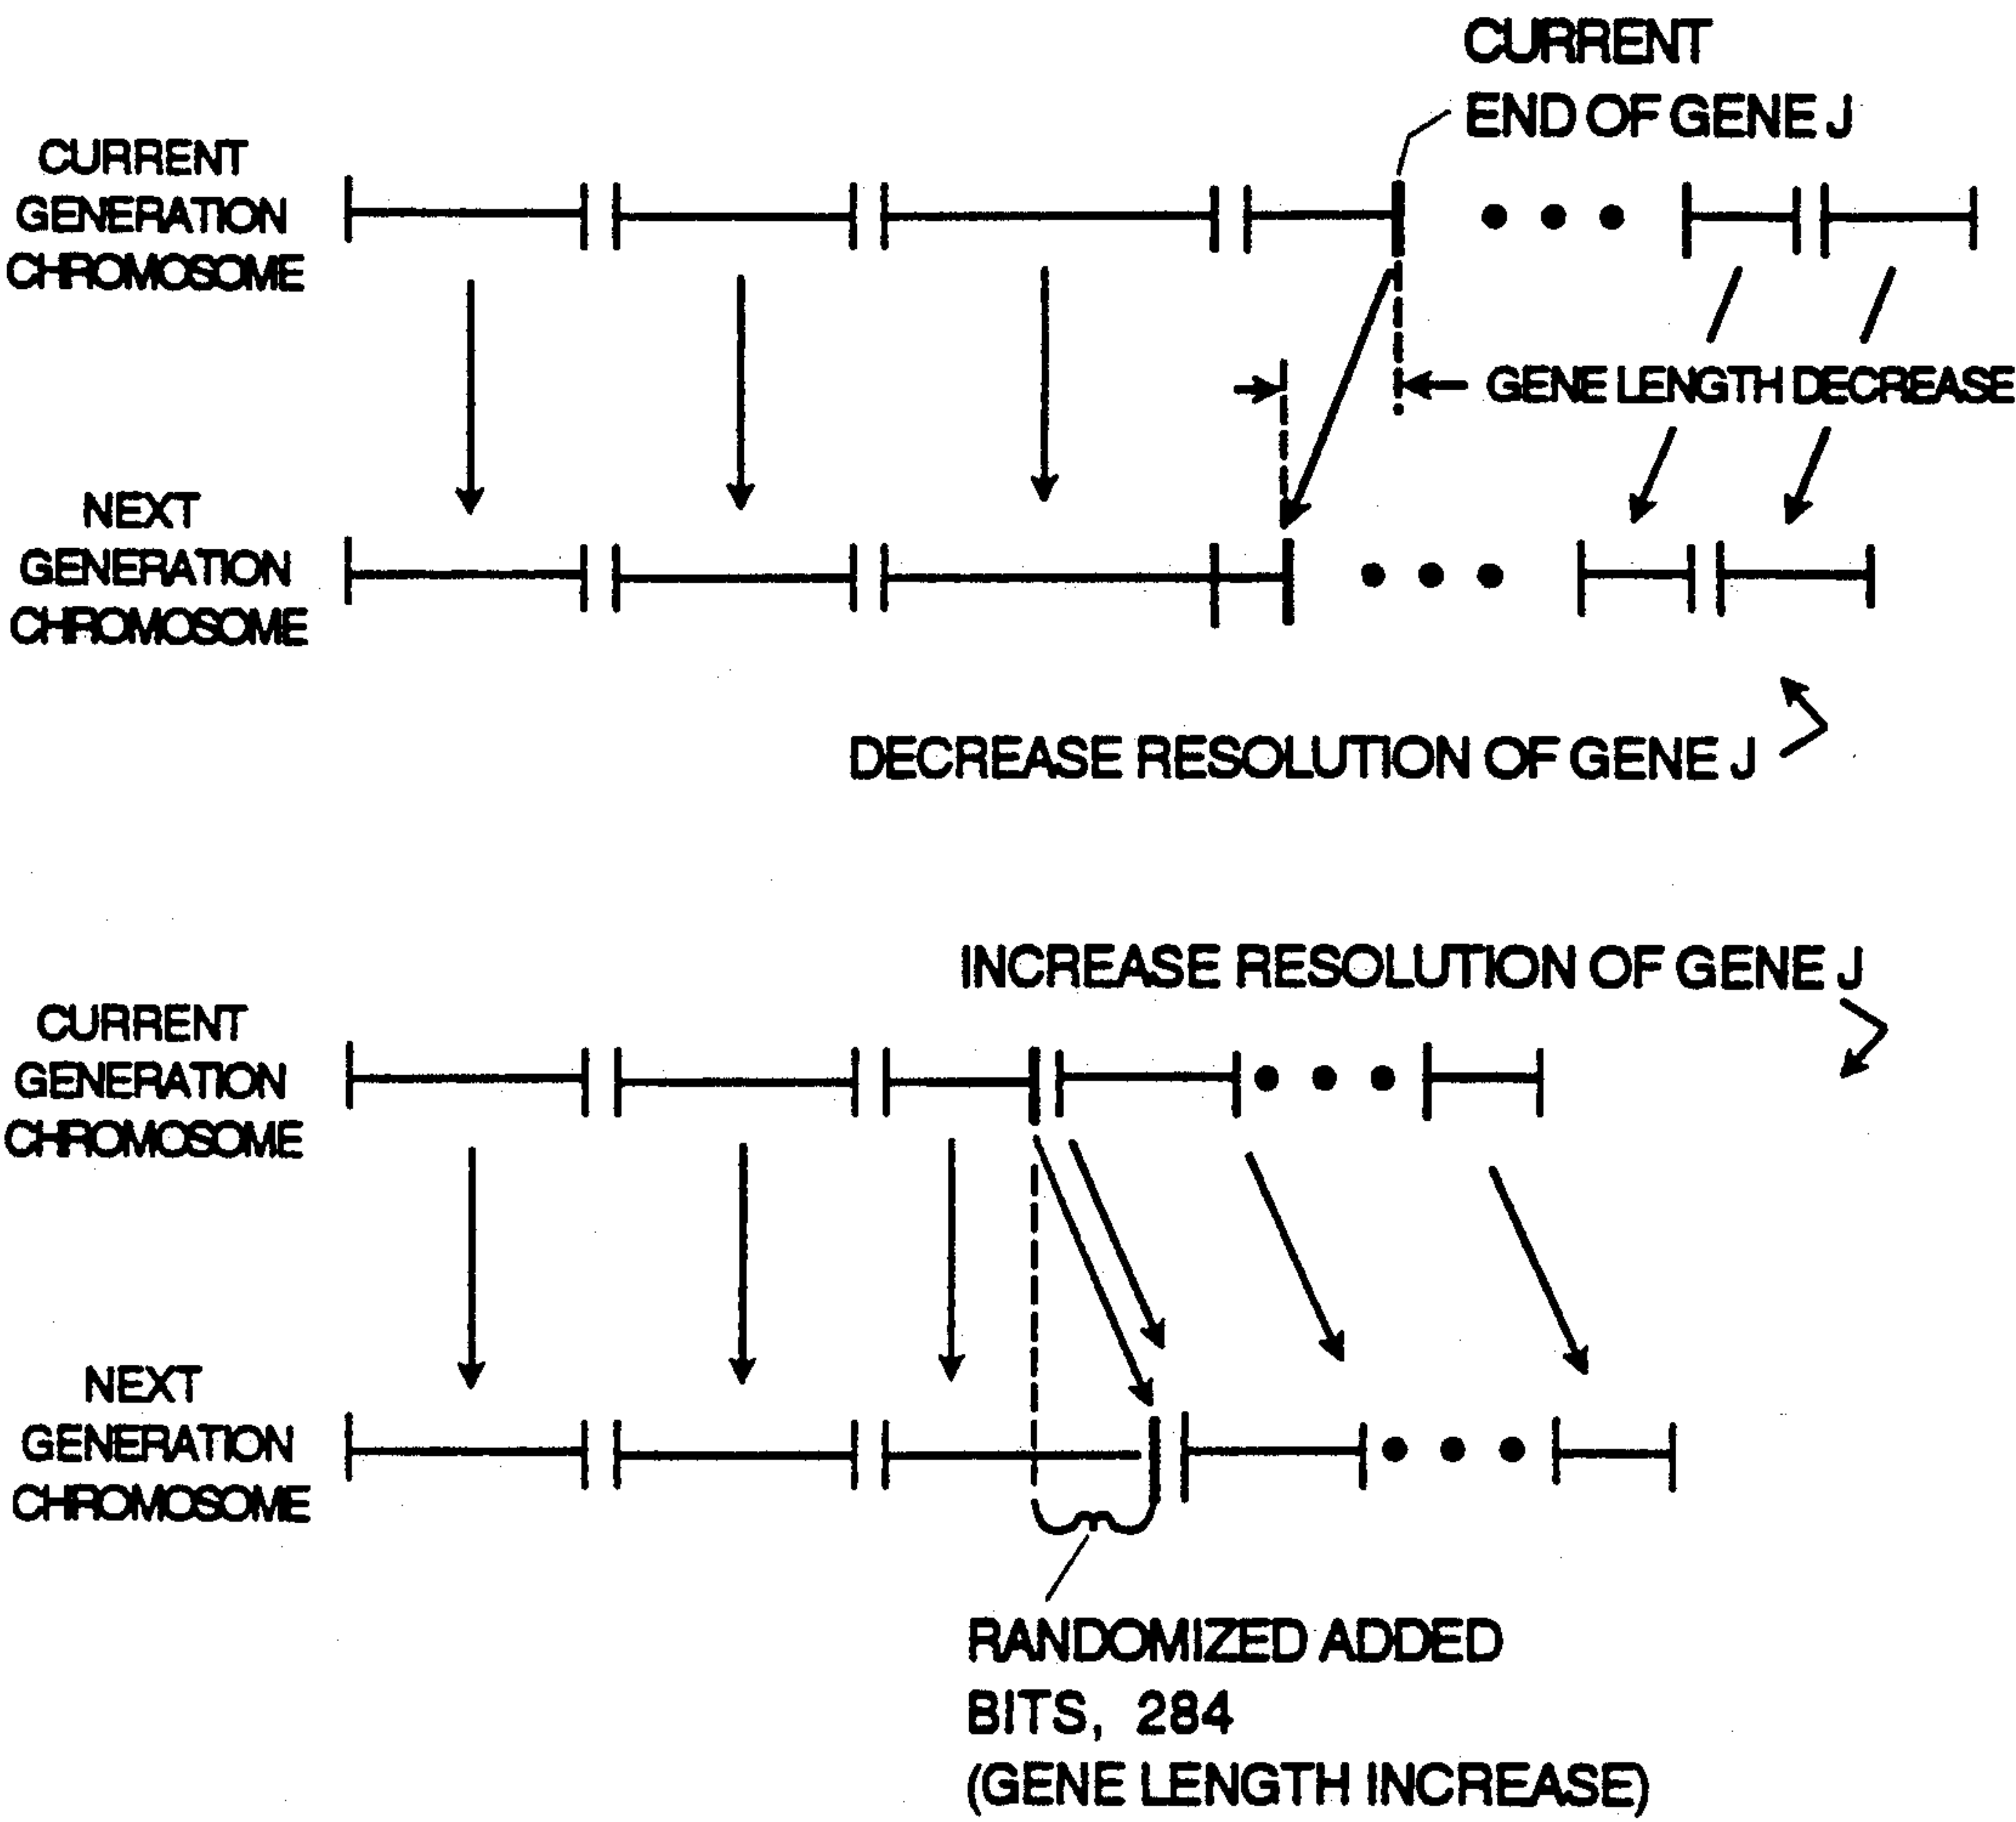 CURRENT
END OF GENE J
CURRENT
GENERATION
CHROMOSOME
GENE LENGTH DECREASE
NEXT
GENERATION
CHROMOSOME
DECREASE RESOLUTION OF GENE J
INCREASE RESOLUTION OF GENE J
CURRENT
GENERATION
CHROMOSOME
NEXT
GENERATION
CHROMOSOME
RANDOMIZED ADDED
BITS, 284
(GENE LENGTH INCREASE)